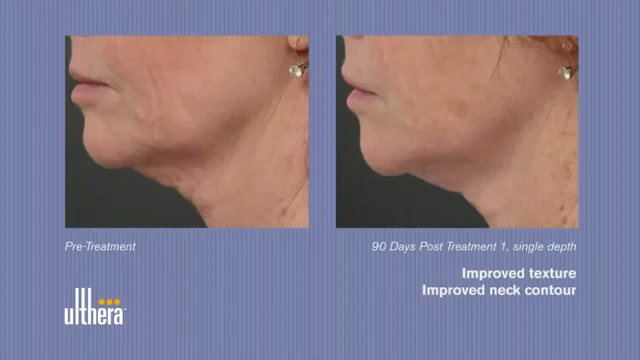 Pre-Treatment
90 Days Post Treatment 1, single depth
Improved texture
Improved neck contour
ulthera